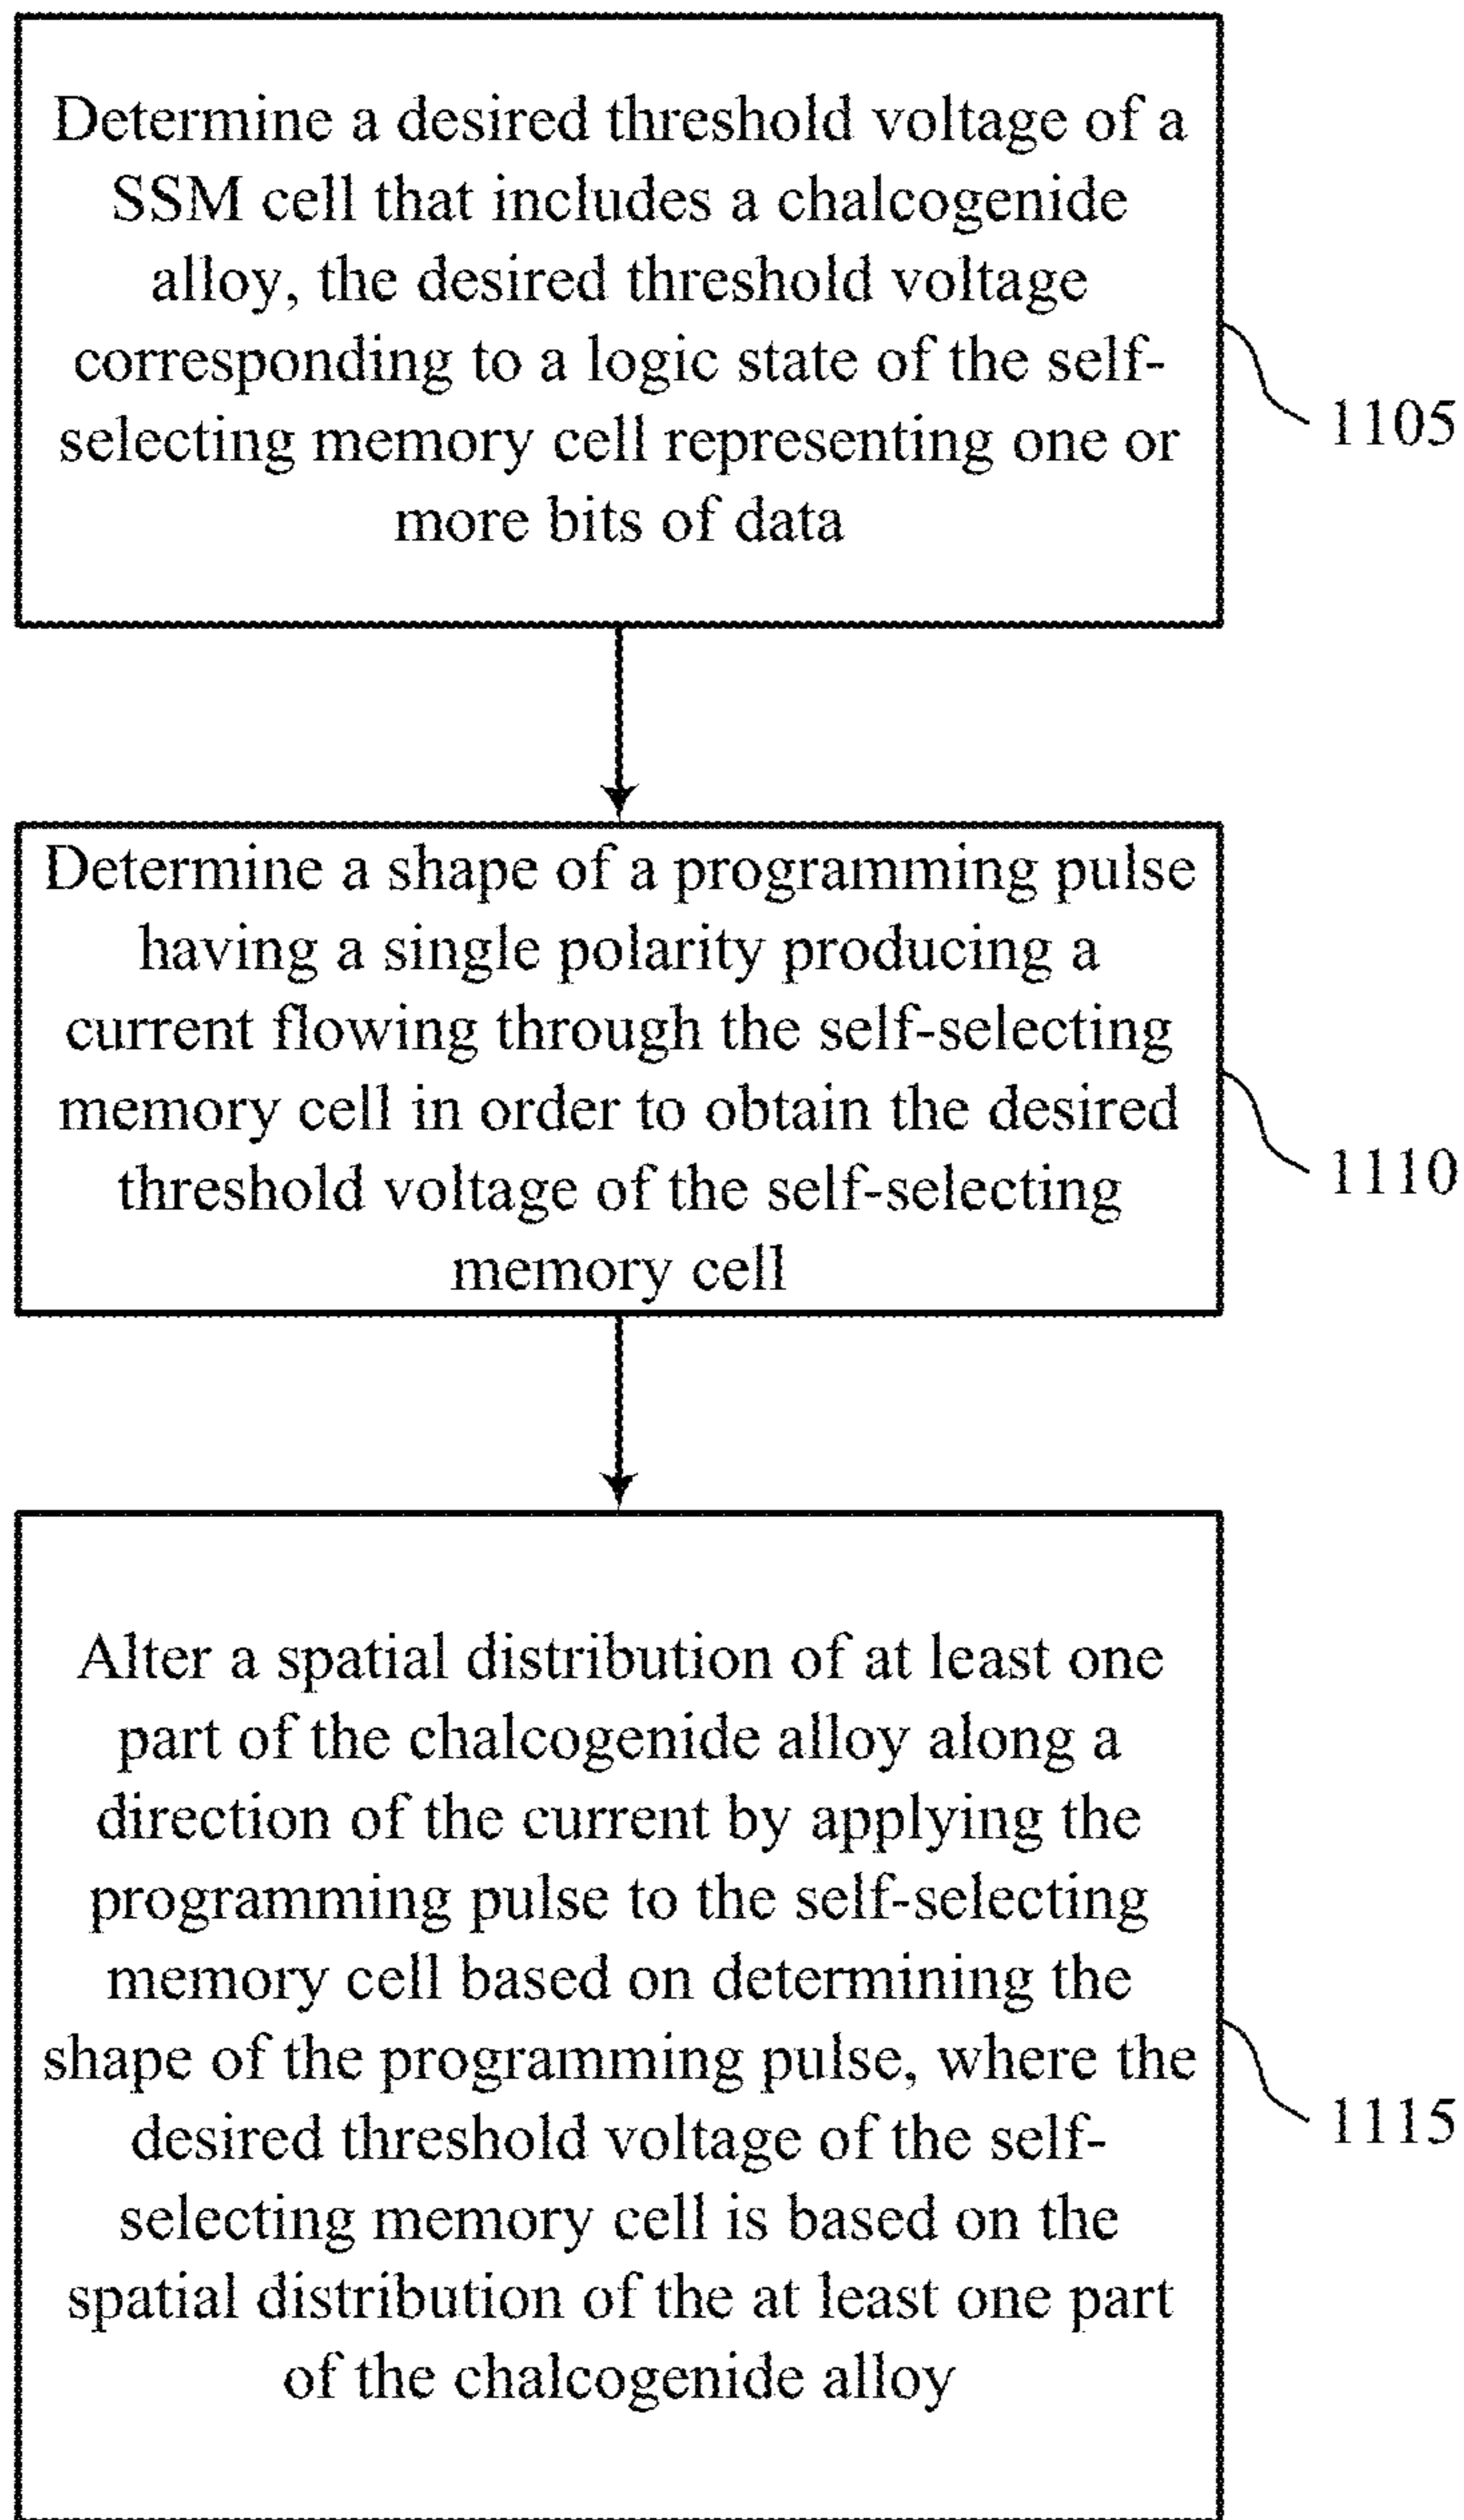 Determine a desired threshold voltage of a
SSM cell that includes a chalcogenide
alloy, the desired threshold voltage
corresponding to a logic state of the self-
selecting memory cell representing one or
more bits of data
1105
Determine a shape of a programming pulse
having a single polarity producing a
current flowing through the self-selecting
memory cell in order to obtain the desired
threshold voltage of the self-selecting
memory cell
1110
Alter a spatial distribution of at least one
part of the chalcogenide alloy along a
direction of the current by applying the
programming pulse to the self-selecting
memory cell based on determining the
shape of the programming pulse, where the
desired threshold voltage of the self-
selecting memory cell is based on the
spatial distribution of the at least one part
of the chalcogenide alloy
1115